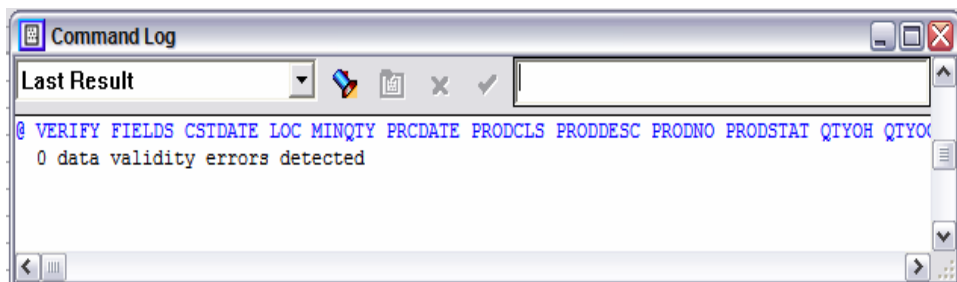 Command Log
Last Result
@ VERIFY FIELDS CSTDATE LOC MINQTY PRCDATE PRODCLS PRODDESC PRODNO PRODSTAT QTYOH
0 data validity errors detected